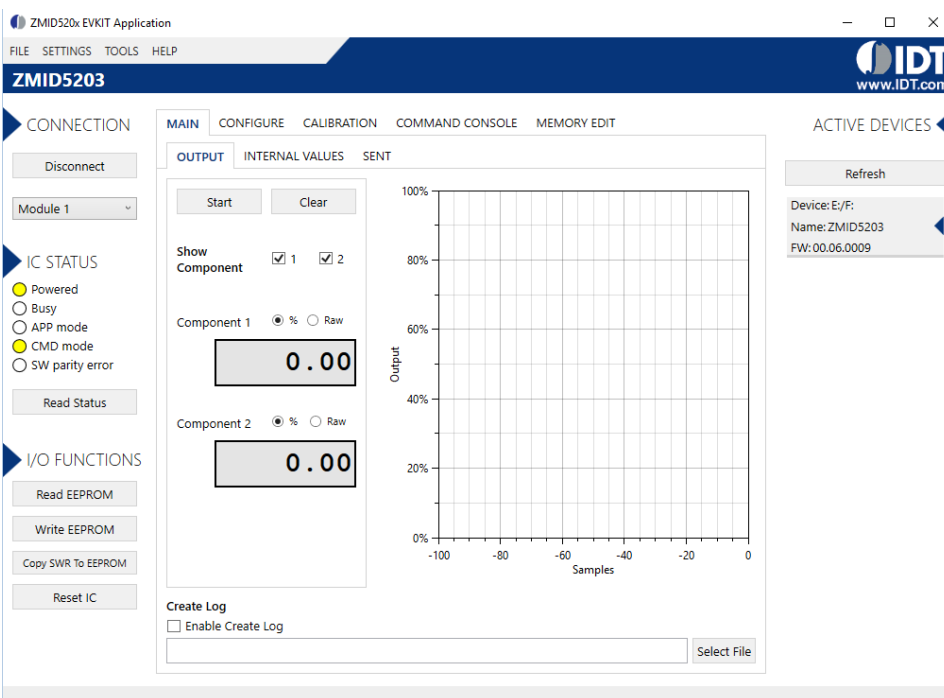 ZMID520x EVKIT Application
FILE SETTINGS TOOLS HELP
IDT
ZMID5203
www.IDT.com
CONNECTION
Disconnect
Module 1
IC STATUS
Powered
Busy
APP mode
CMD mode
SW parity error
Read Status
I/O FUNCTIONS
Read EEPROM
Write EEPROM
Copy SWR To EEPROM
Reset IC
MAIN CONFIGURE CALIBRATION COMMAND CONSOLE MEMORY EDIT
OUTPUT INTERNAL VALUES SENT
Start Clear
Show
Component
1 2
Component 1 % Raw
0.00
Component 2 % Raw
0.00
Output
100%
80%
60%
40%
20%
0%
-100 -80 -60 -40 -20 0
Samples
Create Log
Enable Create Log
Select File
ACTIVE DEVICES
Refresh
Device: E:/F:
Name: ZMID5203
FW: 00.06.0009